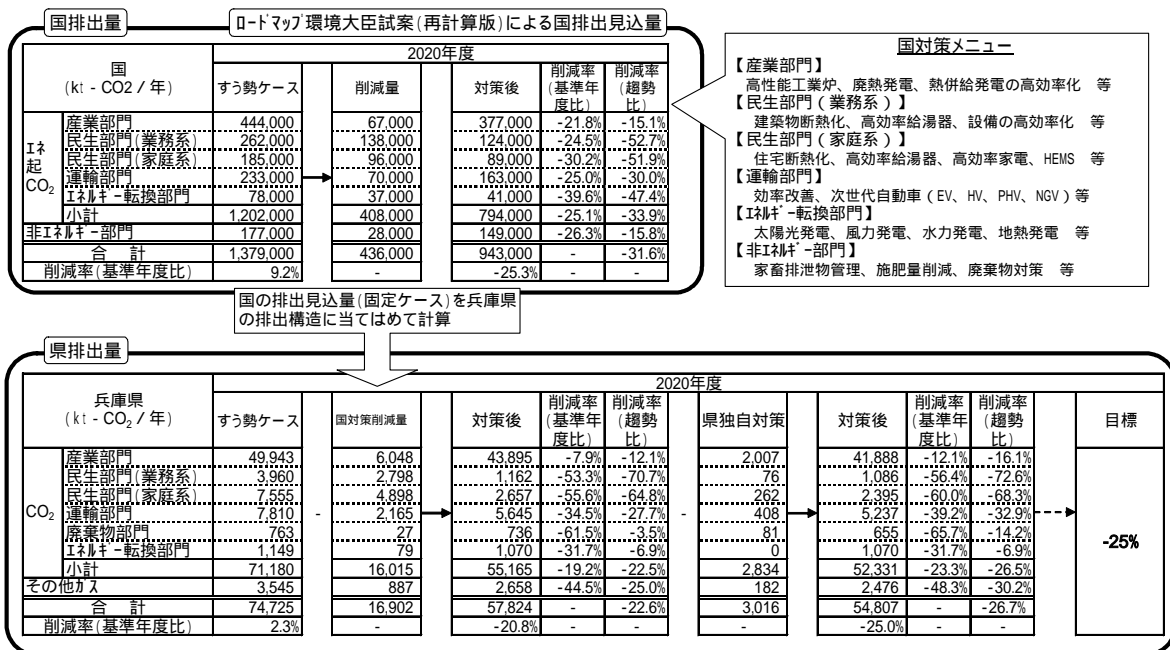 国排出量
ロードマップ環境大臣試案(再計算版)による国排出見込量
国
(kt‐CO2/年)
2020年度
すう勢ケース 削減量 対策後 削減率(基準年度比) 削減率(趨勢比)
エネ起CO₂
産業部門 444,000 67,000 377,000 -21.8% -15.1%
民生部門(業務系) 262,000 138,000 124,000 -24.5% -52.7%
民生部門(家庭系) 185,000 96,000 89,000 -30.2% -51.9%
運輸部門 233,000 70,000 163,000 -25.0% -30.0%
エネルギー転換部門 78,000 37,000 41,000 -39.6% -47.4%
小計 1,202,000 408,000 794,000 -25.1% -33.9%
非エネルギー部門 177,000 28,000 149,000 -26.3% -15.8%
合 計 1,379,000 436,000 943,000 - -31.6%
削減率(基準年度比) 9.2% - -25.3%
国対策メニュー
【産業部門】
高性能工業炉、廃熱発電、熱併給発電の高効率化 等
【民生部門(業務系)】
建築物断熱化、高効率給湯器、設備の高効率化 等
【民生部門(家庭系)】
住宅断熱化、高効率給湯器、高効率家電、HEMS 等
【運輸部門】
効率改善、次世代自動車(EV、HV、PHV、NGV)等
【エネルギー転換部門】
太陽光発電、風力発電、水力発電、地熱発電 等
【非エネルギー部門】
家畜排泄物管理、施肥量削減、廃棄物対策 等
国の排出見込量(固定ケース)を兵庫県
の排出構造に当てはめて計算
県排出量
兵庫県
(kt‐CO₂/年)
2020年度
すう勢ケース 国対策削減量 対策後 削減率(基準年度比) 削減率(趨勢比) 県独自対策 対策後 削減率(基準年度比) 削減率(趨勢比) 目標
CO₂
産業部門 49,943 6,048 43,895 -7.9% -12.1% 2,007 41,888 -12.1% -16.1%
民生部門(業務系) 3,960 2,798 1,162 -53.3% -70.7% 76 1,086 -56.4% -72.6%
民生部門(家庭系) 7,555 4,898 2,657 -55.6% -64.8% 262 2,395 -60.0% -68.3%
運輸部門 7,810 - 2,165 5,645 -34.5% -27.7% - 408 5,237 -39.2% -32.9%
廃棄物部門 763 27 736 -61.5% -3.5% 81 655 -65.7% -14.2%
エネルギー転換部門 1,149 79 1,070 -31.7% -6.9% 0 1,070 -31.7% -6.9%
-25%
小計 71,180 16,015 55,165 -19.2% -22.5% 2,834 52,331 -23.3% -26.5%
その他ガス 3,545 887 2,658 -44.5% -25.0% 182 2,476 -48.3% -30.2%
合 計 74,725 16,902 57,824 - -22.6% 3,016 54,807 - -26.7%
削減率(基準年度比) 2.3% - -20.8% - - - -25.0% - -